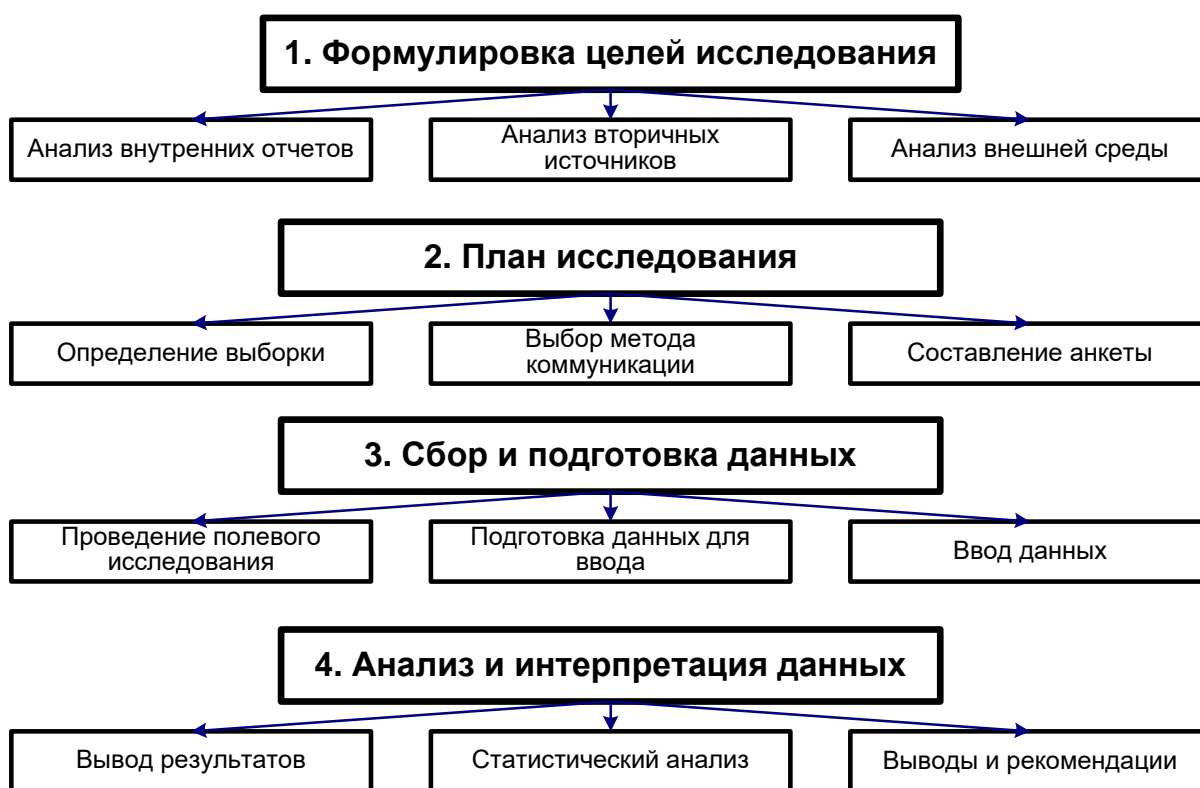 1. Формулировка целей исследования
Анализ внутренних отчетов
Анализ вторичных
источников
Анализ внешней среды
2. План исследования
Определение выборки
Выбор метода
коммуникации
Составление анкеты
3. Сбор и подготовка данных
Проведение полевого
исследования
Подготовка данных для
ввода
Ввод данных
4. Анализ и интерпретация данных
Вывод результатов
Статистический анализ
Выводы и рекомендации